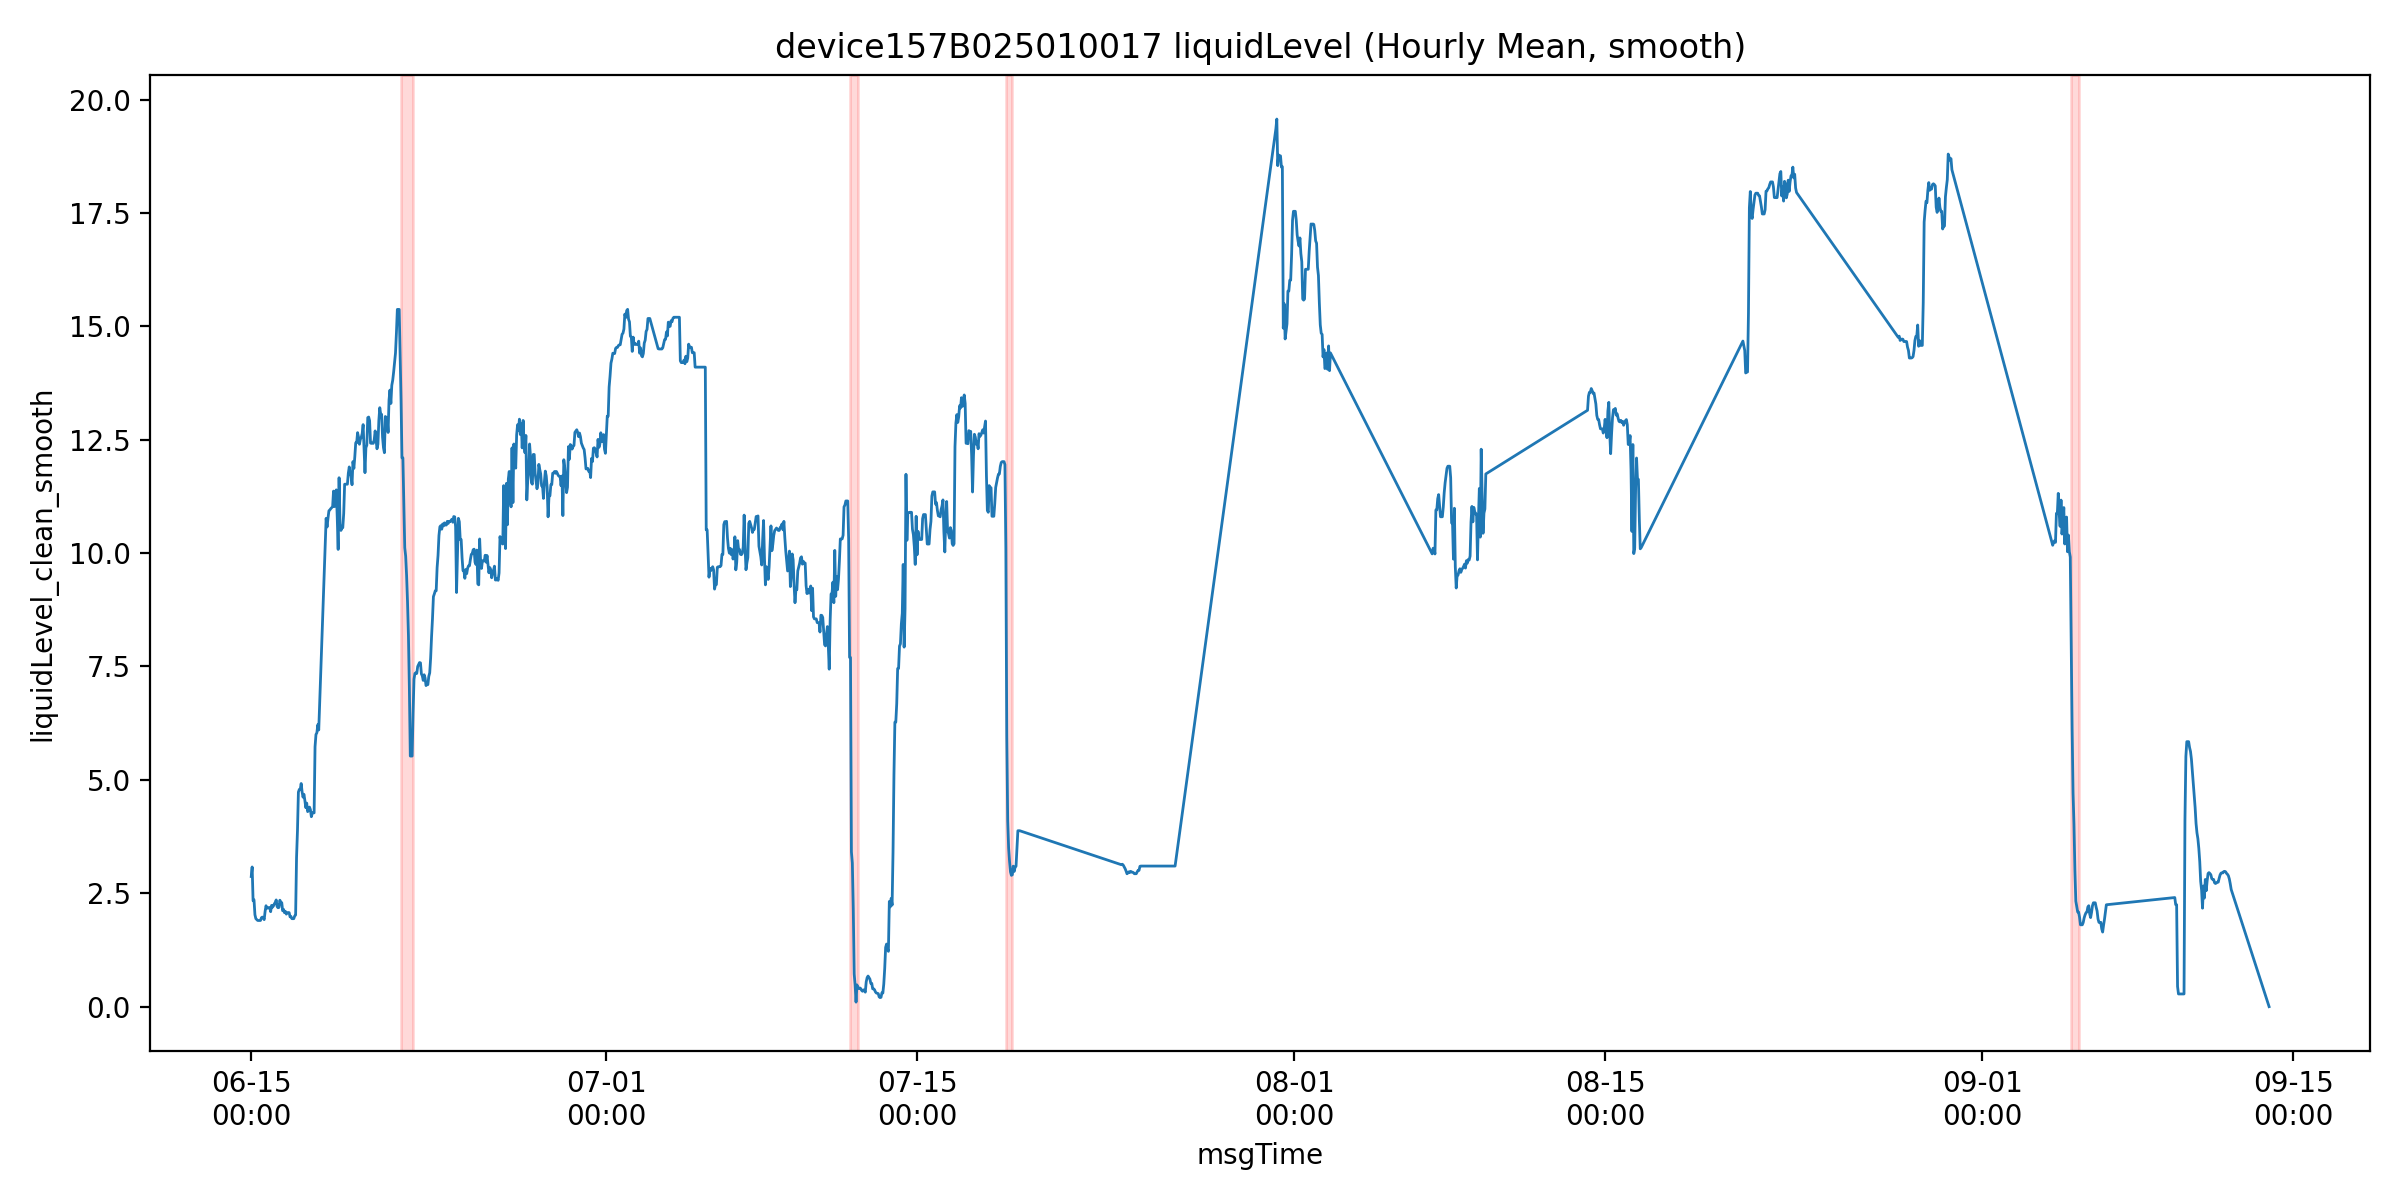 device157B025010017 liquidLevel (Hourly Mean, smooth)
liquidLevel_clean_smooth
20.0
17.5
15.0
12.5
10.0
7.5
5.0
2.5
0.0
06-15 07-01 07-15 08-01 08-15 09-01 09-15
00:00 00:00 00:00 00:00 00:00 00:00 00:00
msgTime